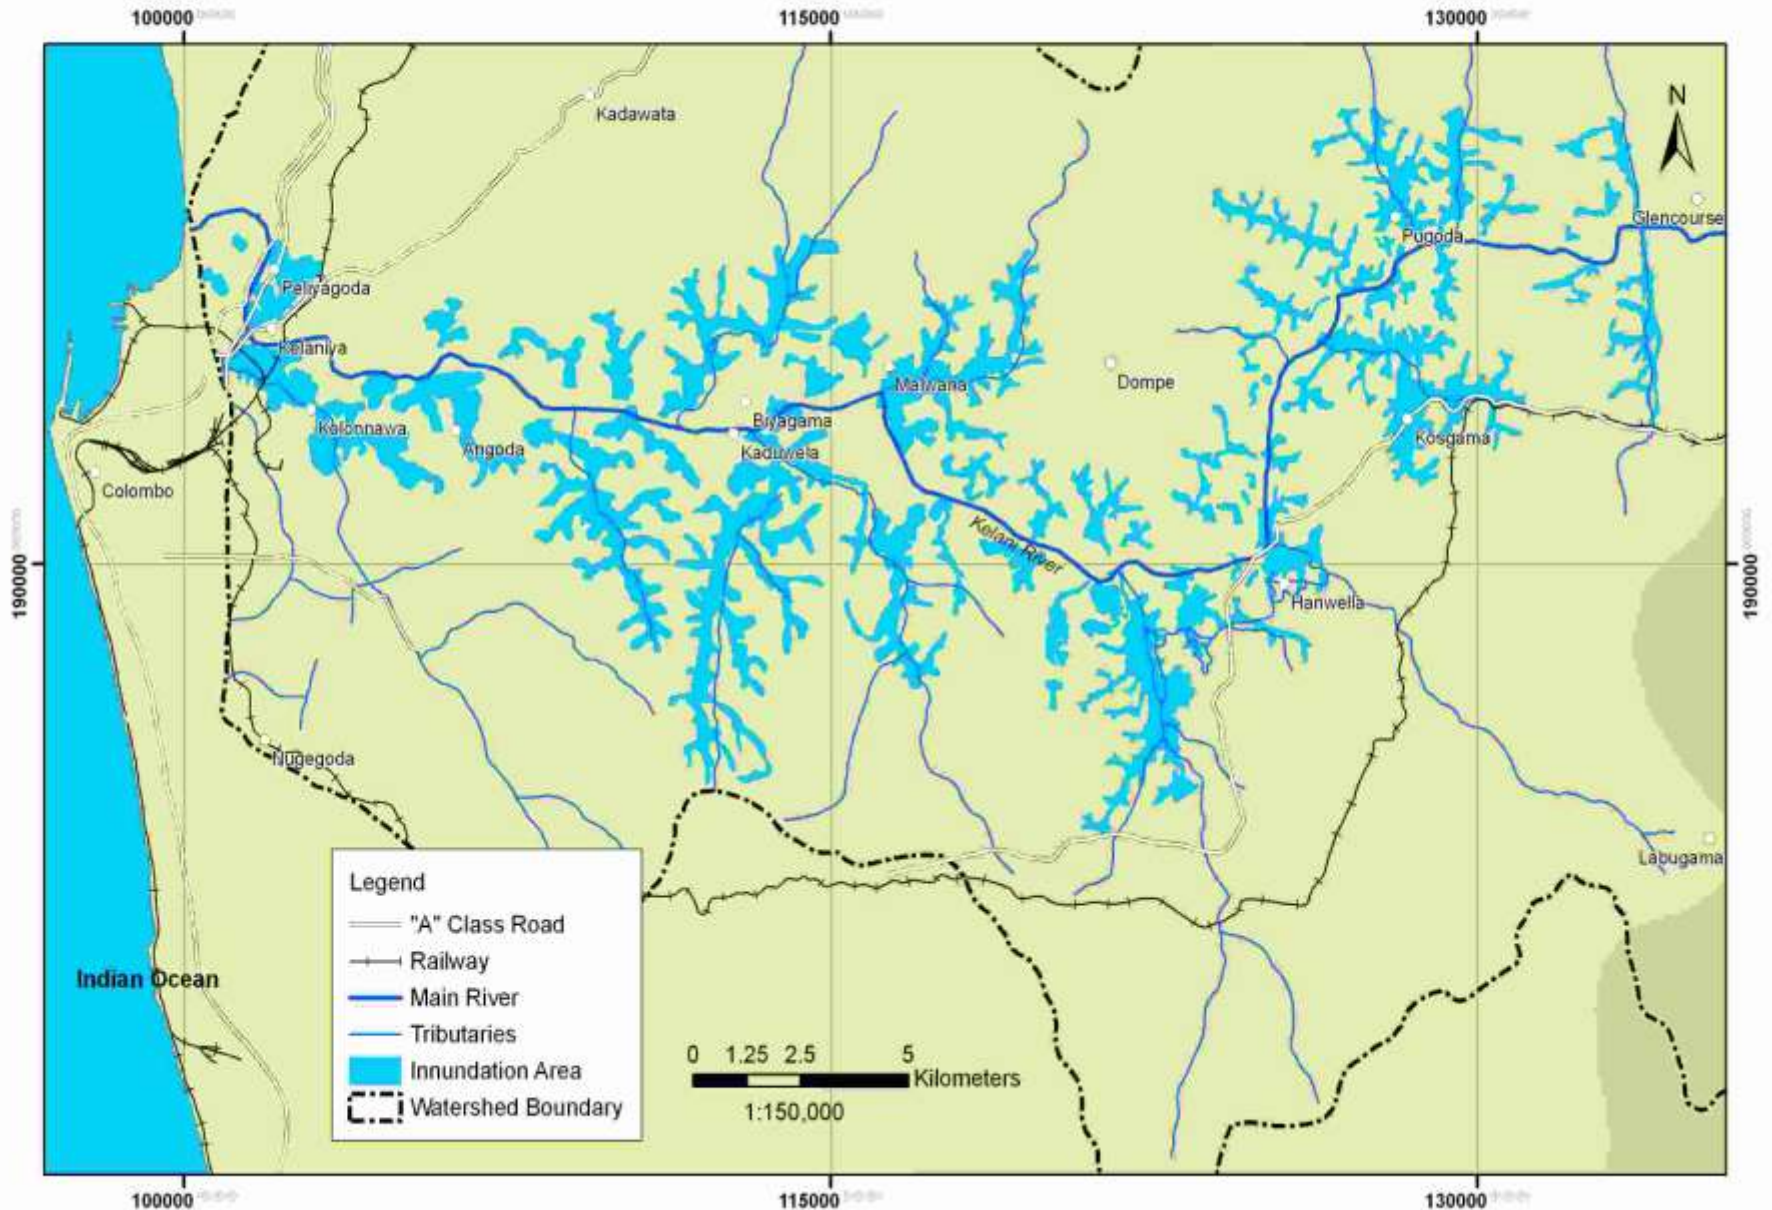 100000
115000
130000
N
Kadawata
Glencourse
Pugoda
Peliyagoda
Kelaniya
Malwana
Dompe
Biyagama
Kolonnawa
Kosgama
Angoda
Kaduwela
Colombo
Kelani River
190000
190000
Hanwella
Nugegoda
Labugama
Legend
"A" Class Road
Railway
Main River
Tributaries
Innundation Area
Watershed Boundary
Indian Ocean
0 1.25 2.5 5
Kilometers
1:150,000
100000
115000
130000